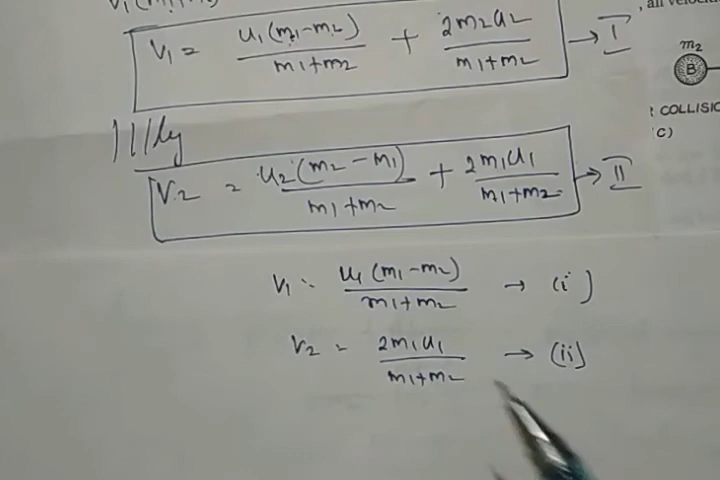 V₁ = u₁(m₁-m₂)/m₁+m₂ + 2m₂u₂/m₁+m₂ → I
m₂
B
COLLISIO
C)
|||ly
V₂ = u₂(m₂-m₁)/m₁+m₂ + 2m₁u₁/m₁+m₂ → II
V₁ = u₁(m₁-m₂)/m₁+m₂ → (i)
V₂ = 2m₁u₁/m₁+m₂ → (ii)